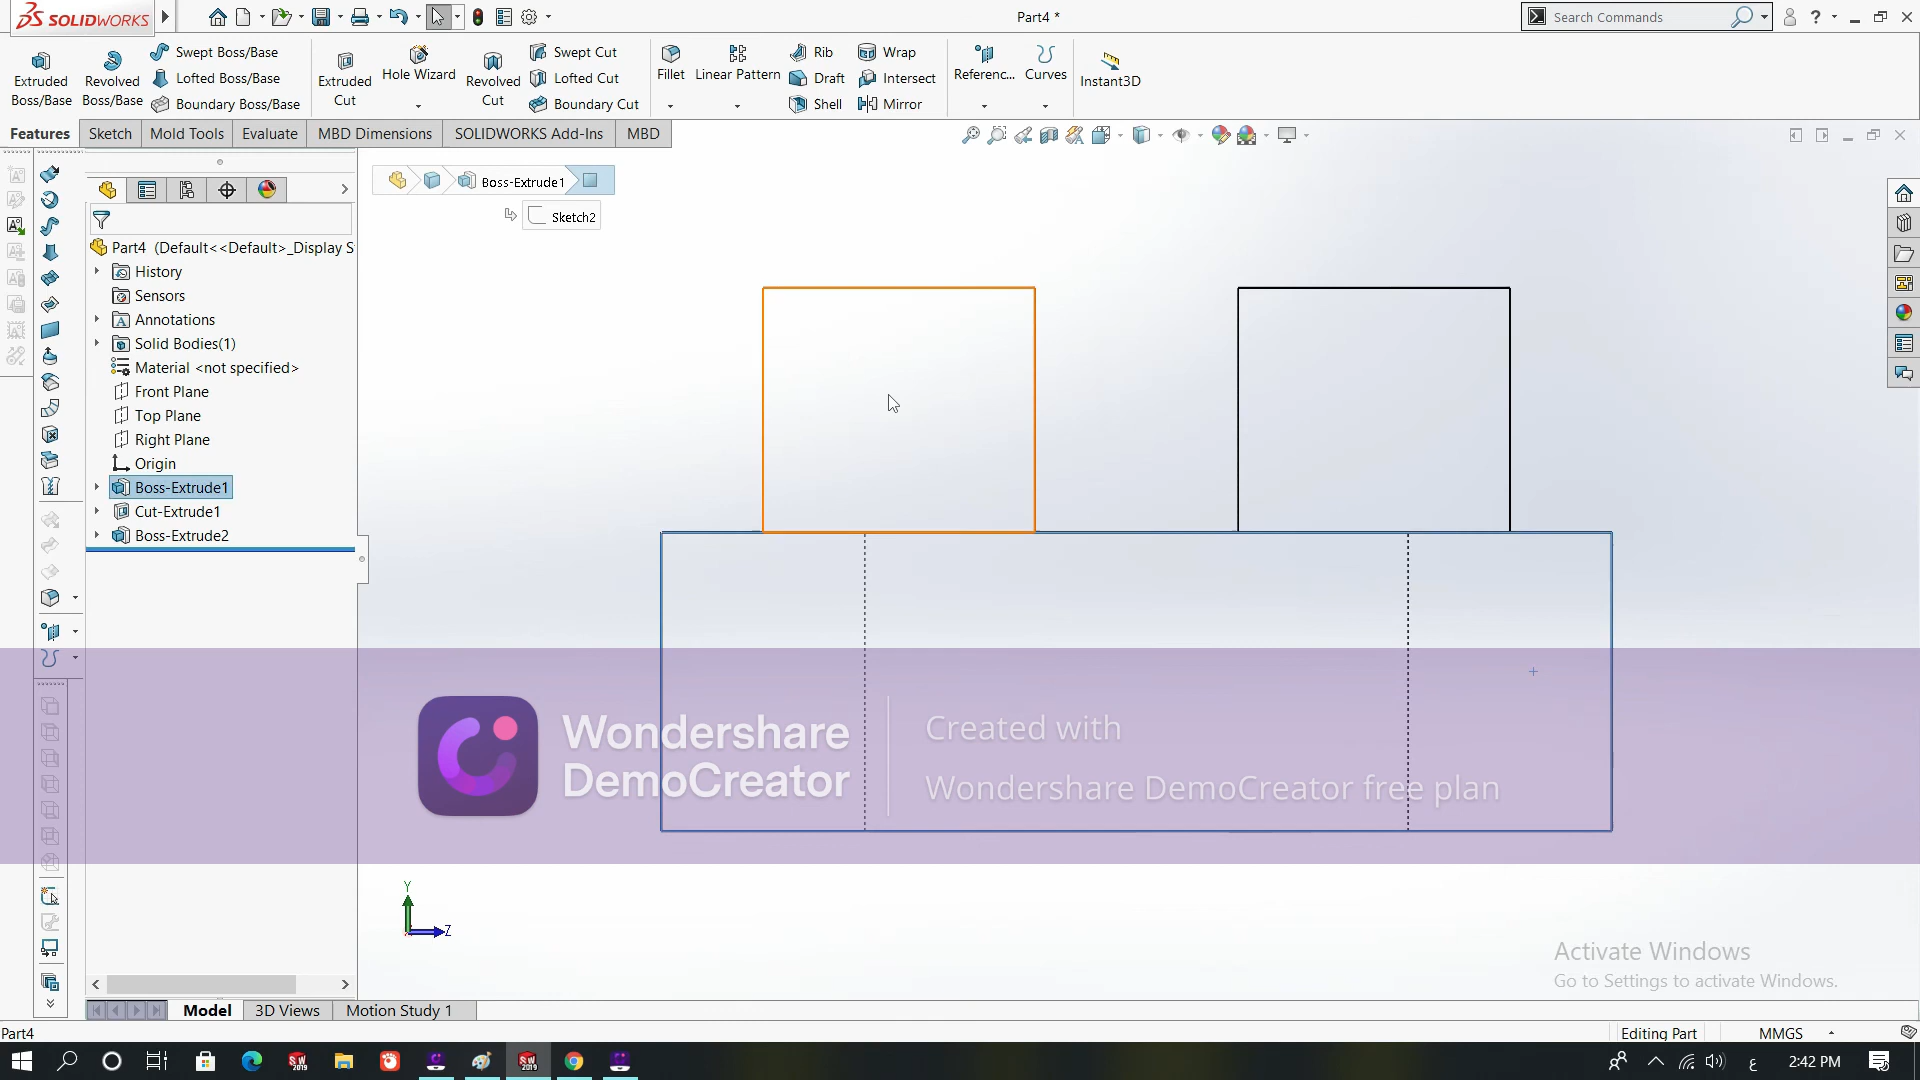 SOLIDWORKS
Part4 *
Search Commands
?
Extruded Boss/Base
Revolved Boss/Base
Swept Boss/Base
Lofted Boss/Base
Boundary Boss/Base
Extruded Cut
Hole Wizard
Revolved Cut
Swept Cut
Lofted Cut
Boundary Cut
Fillet
Linear Pattern
Rib
Draft
Shell
Wrap
Intersect
Mirror
Referenc...
Curves
Instant3D
Features
Sketch
Mold Tools
Evaluate
MBD Dimensions
SOLIDWORKS Add-Ins
MBD
Boss-Extrude1
Sketch2
Part4 (Default<<Default>_Display S
History
Sensors
Annotations
Solid Bodies(1)
Material <not specified>
Front Plane
Top Plane
Right Plane
Origin
Boss-Extrude1
Cut-Extrude1
Boss-Extrude2
Wondershare
DemoCreator
Created with
Wondershare DemoCreator free plan
Y
Z
Activate Windows
Go to Settings to activate Windows.
Model
3D Views
Motion Study 1
Part4
Editing Part
MMGS
ع
2:42 PM